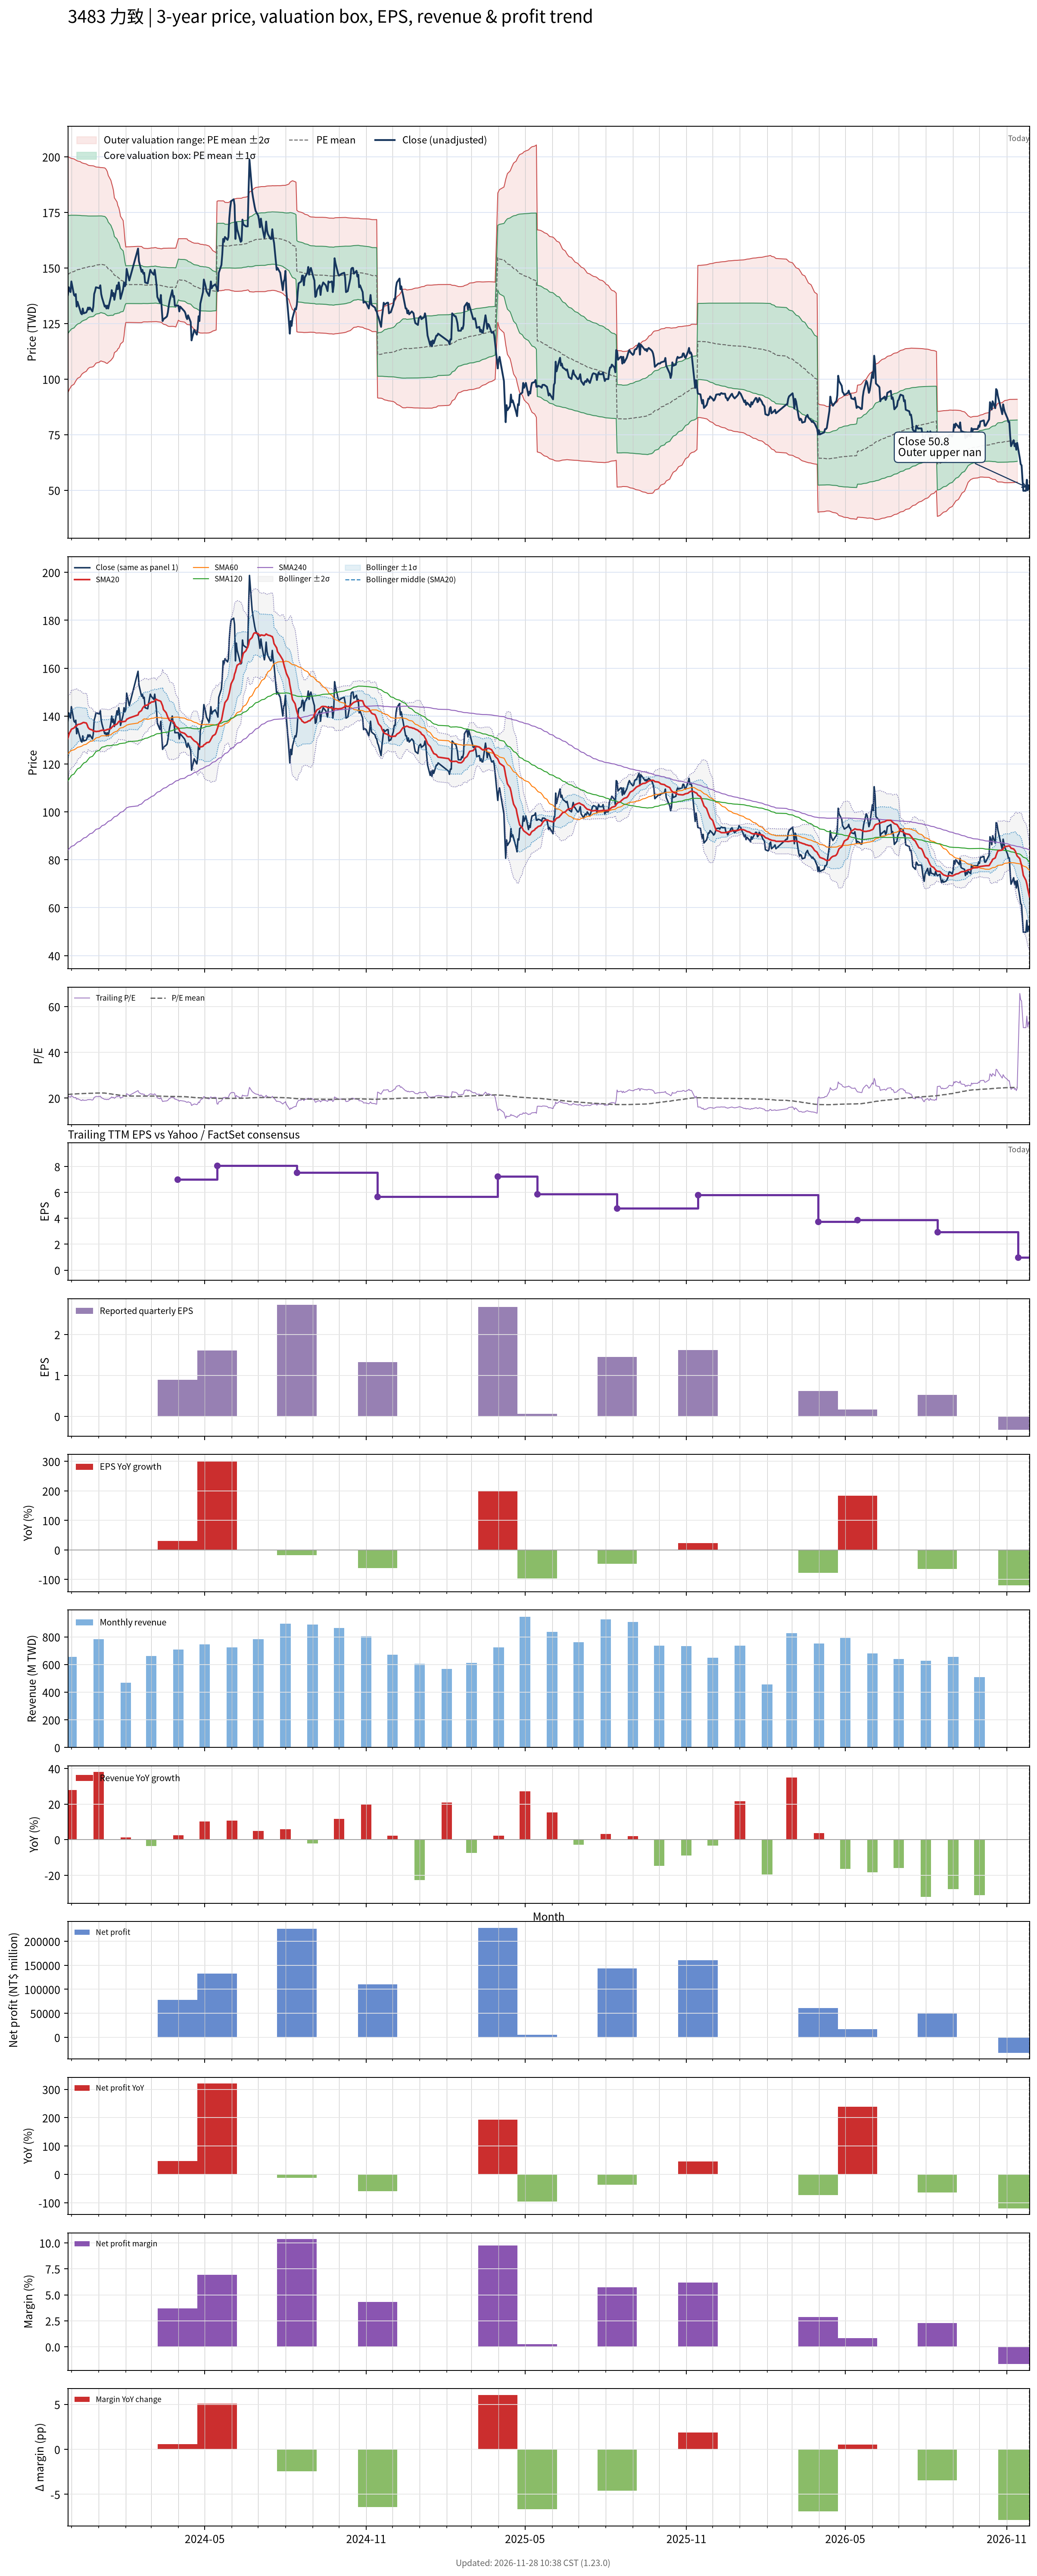 3483 力致 | 3-year price, valuation box, EPS, revenue & profit trend
Outer valuation range: PE mean ±2σ
Core valuation box: PE mean ±1σ
PE mean
Close (unadjusted)
Today
Price (TWD)
200
175
150
125
100
75
50
Close 50.8
Outer upper nan
Close (same as panel 1)
SMA20
SMA60
SMA120
SMA240
Bollinger ±2σ
Bollinger ±1σ
Bollinger middle (SMA20)
Price
200
180
160
140
120
100
80
60
40
Trailing P/E
P/E mean
P/E
60
40
20
Trailing TTM EPS vs Yahoo / FactSet consensus
Today
EPS
8
6
4
2
0
Reported quarterly EPS
EPS
2
1
0
EPS YoY growth
YoY (%)
300
200
100
0
-100
Monthly revenue
Revenue (M TWD)
800
600
400
200
0
Revenue YoY growth
YoY (%)
40
20
0
-20
Month
Net profit
Net profit (NT$ million)
200000
150000
100000
50000
0
Net profit YoY
YoY (%)
300
200
100
0
-100
Net profit margin
Margin (%)
10.0
7.5
5.0
2.5
0.0
Margin YoY change
Δ margin (pp)
5
0
-5
2024-05
2024-11
2025-05
2025-11
2026-05
2026-11
Updated: 2026-11-28 10:38 CST (1.23.0)